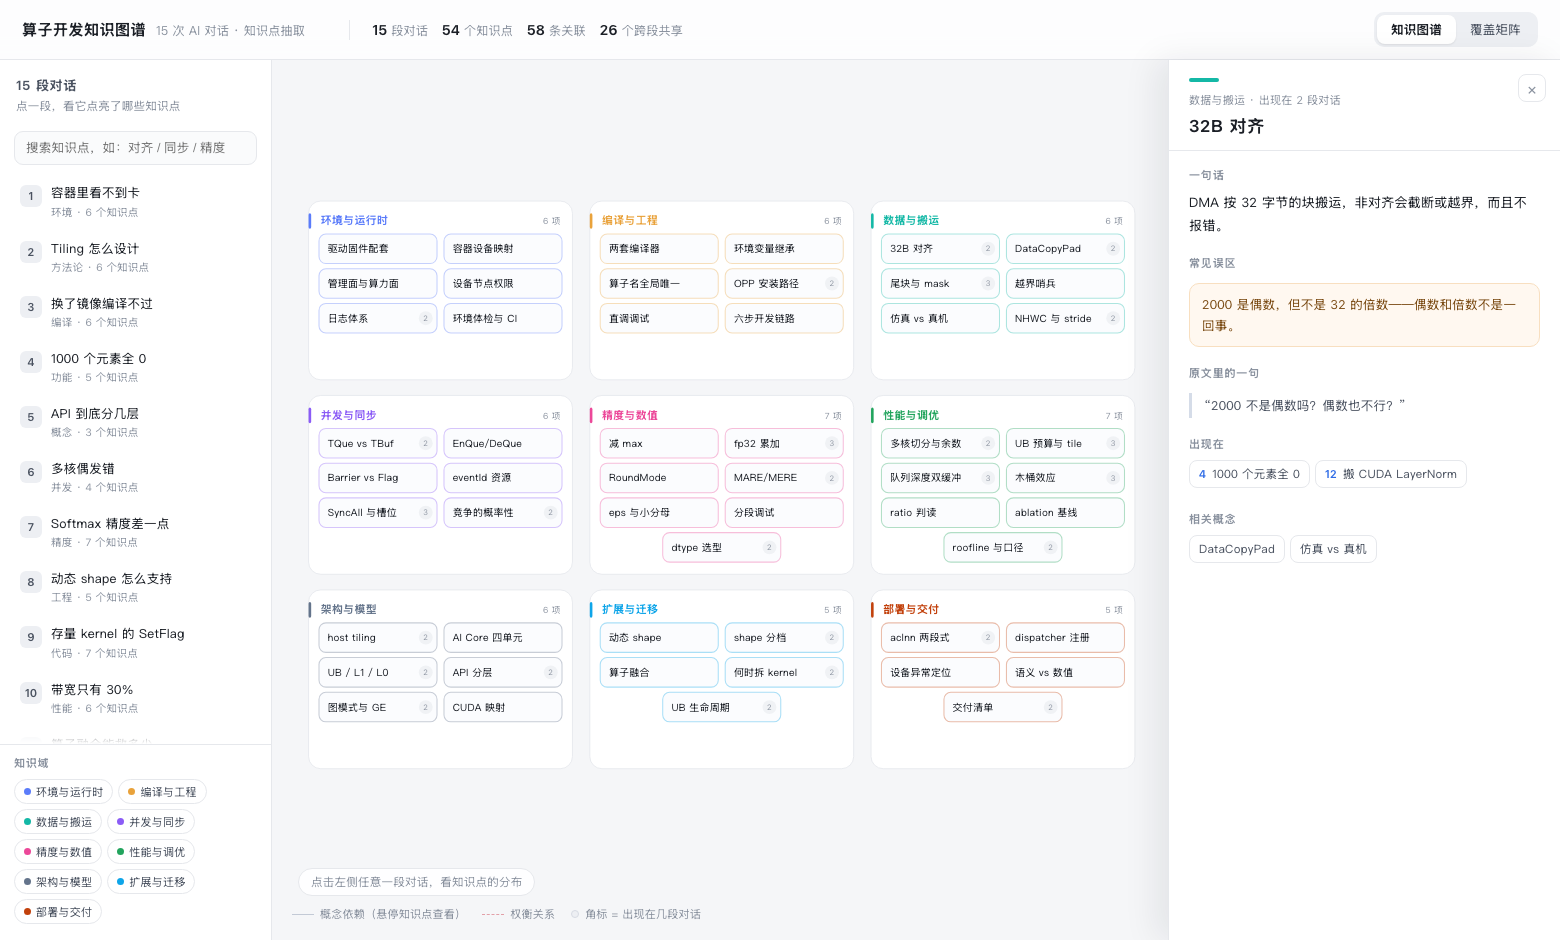 算子开发知识图谱
15 次 AI 对话 · 知识点抽取
15 段对话 54 个知识点 58 条关联 26 个跨段共享
知识图谱
覆盖矩阵
15 段对话
点一段，看它点亮了哪些知识点
搜索知识点，如：对齐 / 同步 / 精度
1 容器里看不到卡
环境 · 6 个知识点
2 Tiling 怎么设计
方法论 · 6 个知识点
3 换了镜像编译不过
编译 · 6 个知识点
4 1000 个元素全 0
功能 · 5 个知识点
5 API 到底分几层
概念 · 3 个知识点
6 多核偶发错
并发 · 4 个知识点
7 Softmax 精度差一点
精度 · 7 个知识点
8 动态 shape 怎么支持
工程 · 5 个知识点
9 存量 kernel 的 SetFlag
代码 · 7 个知识点
10 带宽只有 30%
性能 · 6 个知识点
知识域
环境与运行时
编译与工程
数据与搬运
并发与同步
精度与数值
性能与调优
架构与模型
扩展与迁移
部署与交付
环境与运行时 6 项
驱动固件配套
容器设备映射
管理面与算力面
设备节点权限
日志体系 2
环境体检与 CI
编译与工程 6 项
两套编译器
环境变量继承
算子名全局唯一
OPP 安装路径 2
直调调试
六步开发链路
数据与搬运 6 项
32B 对齐 2
DataCopyPad 2
尾块与 mask 3
越界哨兵
仿真 vs 真机
NHWC 与 stride 2
并发与同步 6 项
TQue vs TBuf 2
EnQue/DeQue
Barrier vs Flag
eventId 资源
SyncAll 与槽位 3
竞争的概率性 2
精度与数值 7 项
减 max
fp32 累加 3
RoundMode
MARE/MERE 2
eps 与小分母
分段调试
dtype 选型 2
性能与调优 7 项
多核切分与余数 2
UB 预算与 tile 3
队列深度双缓冲 3
木桶效应 3
ratio 判读
ablation 基线
roofline 与口径 2
架构与模型 6 项
host tiling 2
AI Core 四单元
UB / L1 / L0 2
API 分层 2
图模式与 GE 2
CUDA 映射
扩展与迁移 5 项
动态 shape
shape 分档 2
算子融合
何时拆 kernel 2
UB 生命周期 2
部署与交付 5 项
aclnn 两段式 2
dispatcher 注册
设备异常定位
语义 vs 数值
交付清单 2
点击左侧任意一段对话，看知识点的分布
概念依赖（悬停知识点查看）
权衡关系
角标 = 出现在几段对话
数据与搬运 · 出现在 2 段对话
×
32B 对齐
一句话
DMA 按 32 字节的块搬运，非对齐会截断或越界，而且不
报错。
常见误区
2000 是偶数，但不是 32 的倍数——偶数和倍数不是一
回事。
原文里的一句
“2000 不是偶数吗？偶数也不行？”
出现在
4 1000 个元素全 0
12 搬 CUDA LayerNorm
相关概念
DataCopyPad
仿真 vs 真机